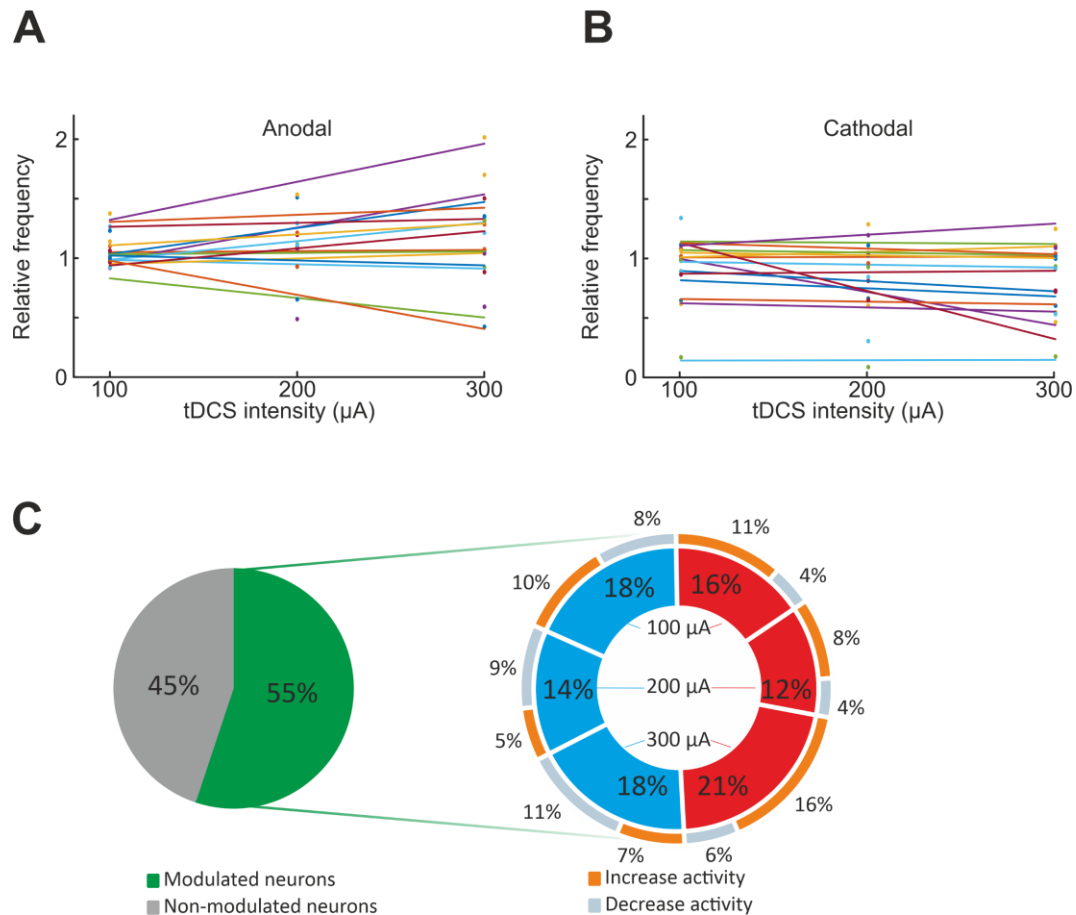 A
B
Anodal
Cathodal
Relative frequency
2
1
0
100
200
300
tDCS intensity (µA)
Relative frequency
2
1
0
100
200
300
tDCS intensity (µA)
C
45%
55%
8%
11%
10%
18%
16%
4%
100 µA
8%
9%
14%
200 µA
12%
4%
5%
300 µA
18%
21%
11%
16%
7%
6%
Modulated neurons
Non-modulated neurons
Increase activity
Decrease activity